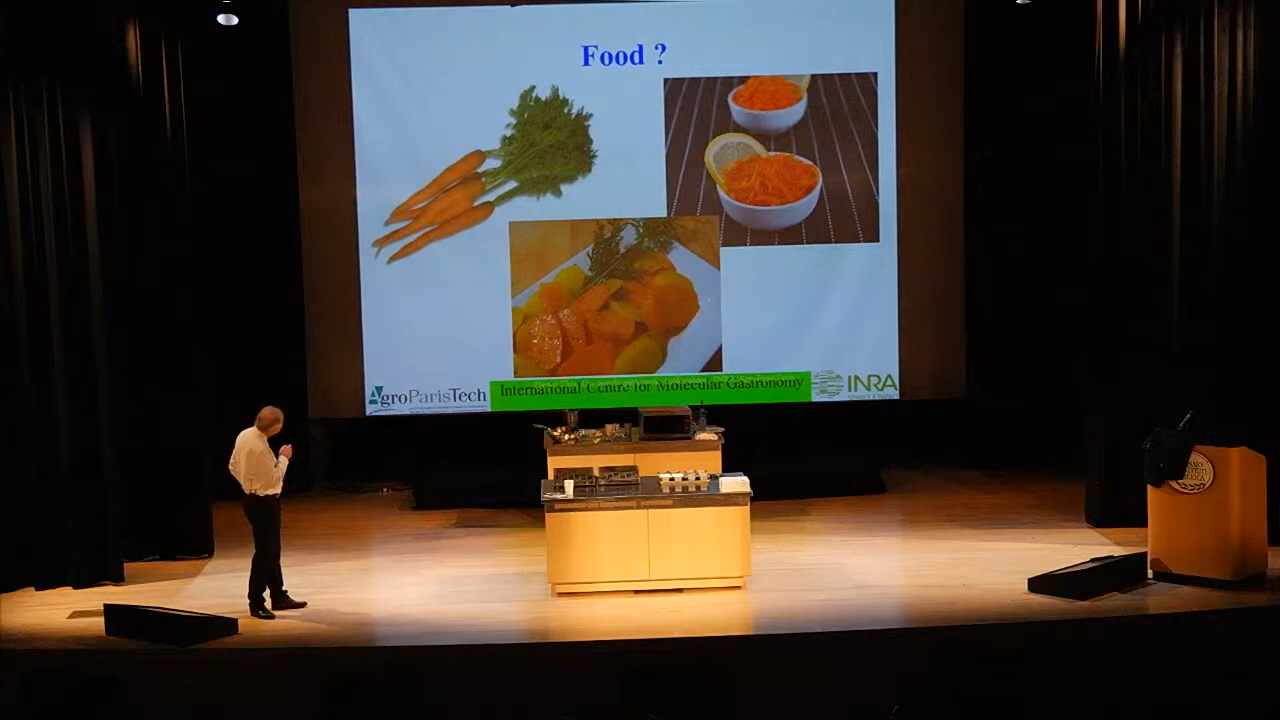 Food ?
AgroParisTech
International Centre for Molecular Gastronomy
INRA